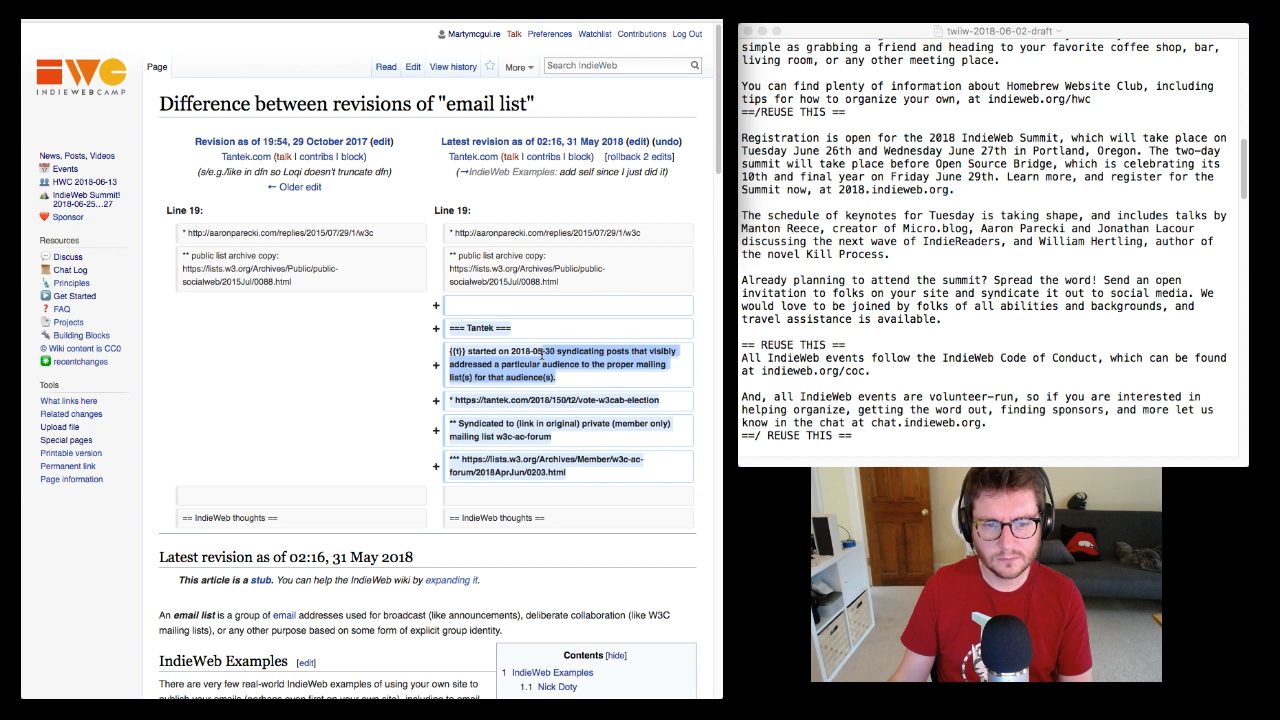 Martymcgui.re Talk Preferences Watchlist Contributions Log Out
INDIEWEBCAMP
Page
Read Edit View history More Search IndieWeb
Difference between revisions of "email list"
Revision as of 19:54, 29 October 2017 (edit)
Tantek.com (talk | contribs | block)
(s/e.g./like in dfn so Loqi doesn't truncate dfn)
← Older edit
Latest revision as of 02:16, 31 May 2018 (edit) (undo)
Tantek.com (talk | contribs | block) [rollback 2 edits]
(→IndieWeb Examples: add self since I just did it)
News, Posts, Videos
Events
HWC 2018-06-13
IndieWeb Summit!
2018-06-25...27
Sponsor
Resources
Discuss
Chat Log
Principles
Get Started
FAQ
Projects
Building Blocks
Wiki content is CC0
recentchanges
Tools
What links here
Related changes
Upload file
Special pages
Printable version
Permanent link
Page information
Line 19:
* http://aaronparecki.com/replies/2015/07/29/1/w3c
** public list archive copy:
https://lists.w3.org/Archives/Public/public-
socialweb/2015Jul/0088.html
== IndieWeb thoughts ==
Line 19:
* http://aaronparecki.com/replies/2015/07/29/1/w3c
** public list archive copy:
https://lists.w3.org/Archives/Public/public-
socialweb/2015Jul/0088.html
+
+ === Tantek ===
+ {{t}} started on 2018-05-30 syndicating posts that visibly
addressed a particular audience to the proper mailing
list(s) for that audience(s).
+ * https://tantek.com/2018/150/t2/vote-w3cab-election
+ ** Syndicated to (link in original) private (member only)
mailing list w3c-ac-forum
+ *** https://lists.w3.org/Archives/Member/w3c-ac-
forum/2018AprJun/0203.html
== IndieWeb thoughts ==
Latest revision as of 02:16, 31 May 2018
This article is a stub. You can help the IndieWeb wiki by expanding it.
An email list is a group of email addresses used for broadcast (like announcements), deliberate collaboration (like W3C
mailing lists), or any other purpose based on some form of explicit group identity.
IndieWeb Examples [edit]
There are very few real-world IndieWeb examples of using your own site to
publish your emails (perhaps even first on your own site), including to email
Contents [hide]
1 IndieWeb Examples
1.1 Nick Doty
twiiw-2018-06-02-draft
simple as grabbing a friend and heading to your favorite coffee shop, bar,
living room, or any other meeting place.
You can find plenty of information about Homebrew Website Club, including
tips for how to organize your own, at indieweb.org/hwc
==/REUSE THIS ==
Registration is open for the 2018 IndieWeb Summit, which will take place on
Tuesday June 26th and Wednesday June 27th in Portland, Oregon. The two-day
summit will take place before Open Source Bridge, which is celebrating its
10th and final year on Friday June 29th. Learn more, and register for the
Summit now, at 2018.indieweb.org.
The schedule of keynotes for Tuesday is taking shape, and includes talks by
Manton Reece, creator of Micro.blog, Aaron Parecki and Jonathan Lacour
discussing the next wave of IndieReaders, and William Hertling, author of
the novel Kill Process.
Already planning to attend the summit? Spread the word! Send an open
invitation to folks on your site and syndicate it out to social media. We
would love to be joined by folks of all abilities and backgrounds, and
travel assistance is available.
== REUSE THIS ==
All IndieWeb events follow the IndieWeb Code of Conduct, which can be found
at indieweb.org/coc.
And, all IndieWeb events are volunteer-run, so if you are interested in
helping organize, getting the word out, finding sponsors, and more let us
know in the chat at chat.indieweb.org.
==/ REUSE THIS ==